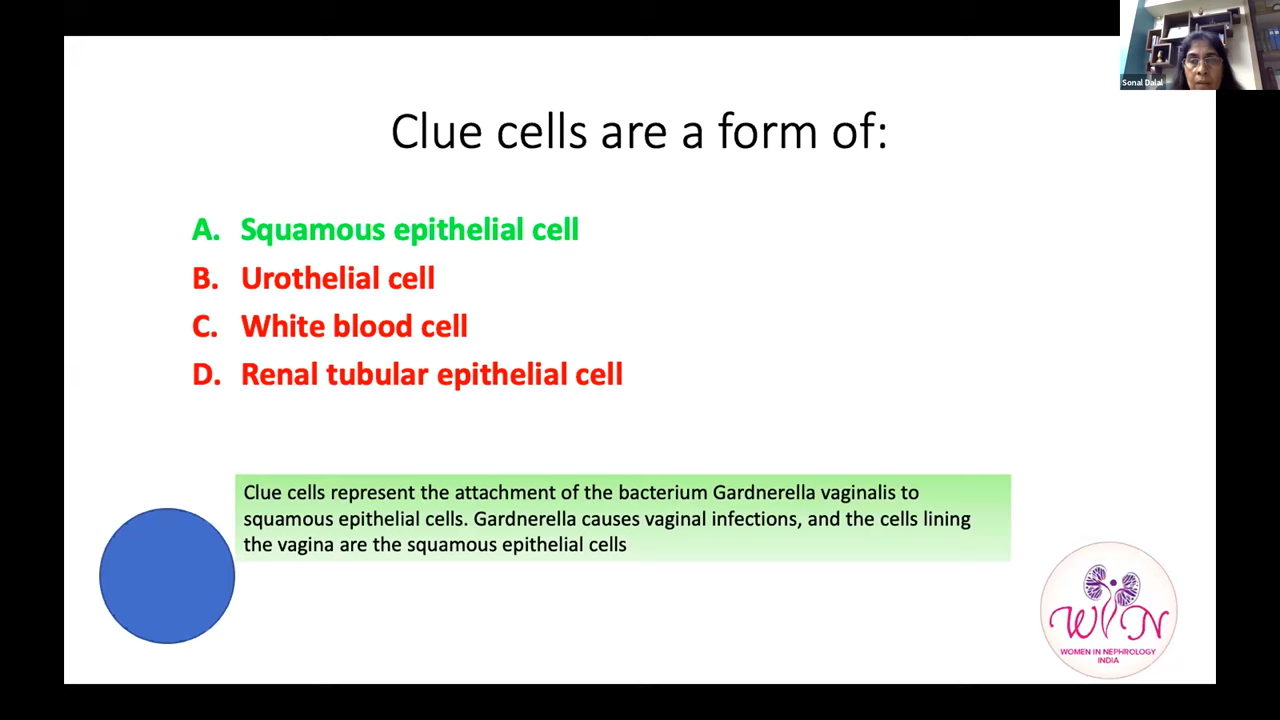 Sonal Dalal
Clue cells are a form of:
A. Squamous epithelial cell
B. Urothelial cell
C. White blood cell
D. Renal tubular epithelial cell
Clue cells represent the attachment of the bacterium Gardnerella vaginalis to
squamous epithelial cells. Gardnerella causes vaginal infections, and the cells lining
the vagina are the squamous epithelial cells
WIN
WOMEN IN NEPHROLOGY
INDIA